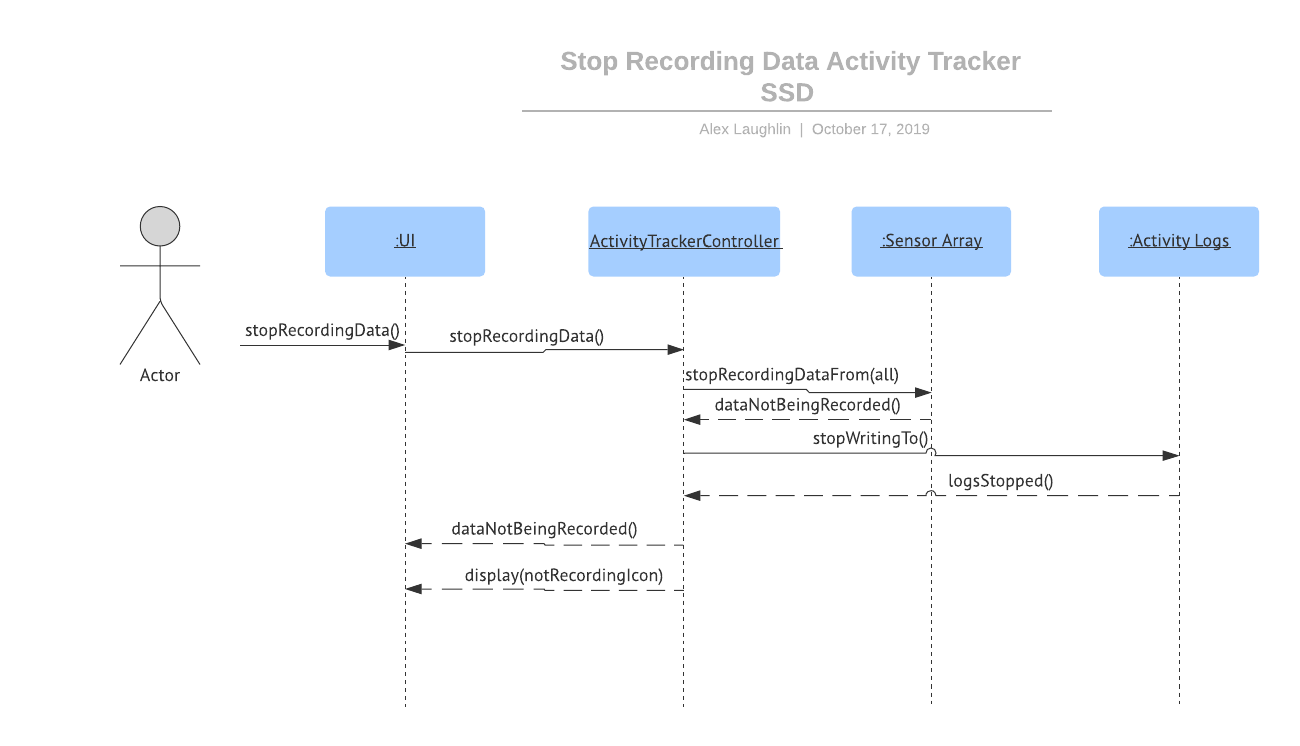 Stop Recording Data Activity Tracker
SSD
Alex Laughlin | October 17, 2019
:UI
ActivityTrackerController
:Sensor Array
:Activity Logs
Actor
stopRecordingData()
stopRecordingData()
stopRecordingDataFrom(all)
dataNotBeingRecorded()
stopWritingTo()
logsStopped()
dataNotBeingRecorded()
display(notRecordingIcon)